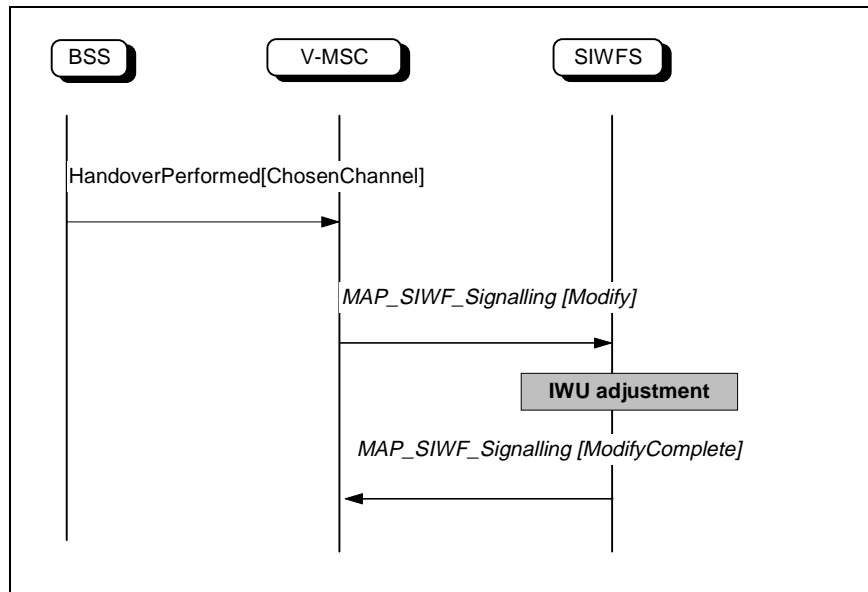 BSS V-MSC SIWFS
HandoverPerformed[ChosenChannel]
MAP_SIWF_Signalling [Modify]
IWU adjustment
MAP_SIWF_Signalling [ModifyComplete]